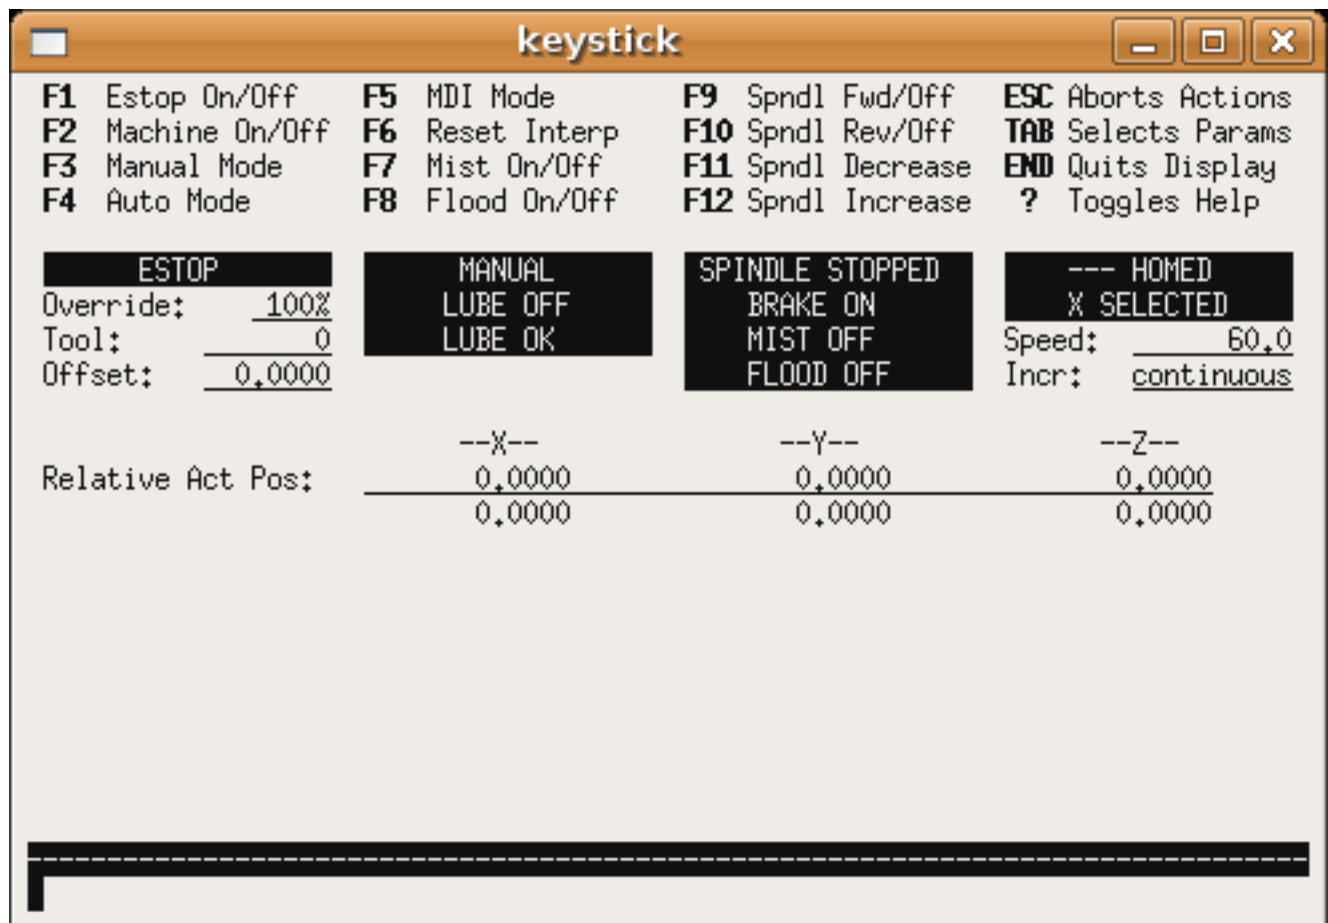 keystick
F1 Estop On/Off F5 MDI Mode F9 Spndl Fwd/Off ESC Aborts Actions
F2 Machine On/Off F6 Reset Interp F10 Spndl Rev/Off TAB Selects Params
F3 Manual Mode F7 Mist On/Off F11 Spndl Decrease END Quits Display
F4 Auto Mode F8 Flood On/Off F12 Spndl Increase ? Toggles Help
ESTOP MANUAL SPINDLE STOPPED --- HOMED
Override: 100% LUBE OFF BRAKE ON X SELECTED
Tool: 0 LUBE OK MIST OFF Speed: 60.0
Offset: 0.0000 FLOOD OFF Incr: continuous
--X-- --Y-- --Z--
Relative Act Pos: 0.0000 0.0000 0.0000
0.0000 0.0000 0.0000
--------------------------------------------------------------------------------